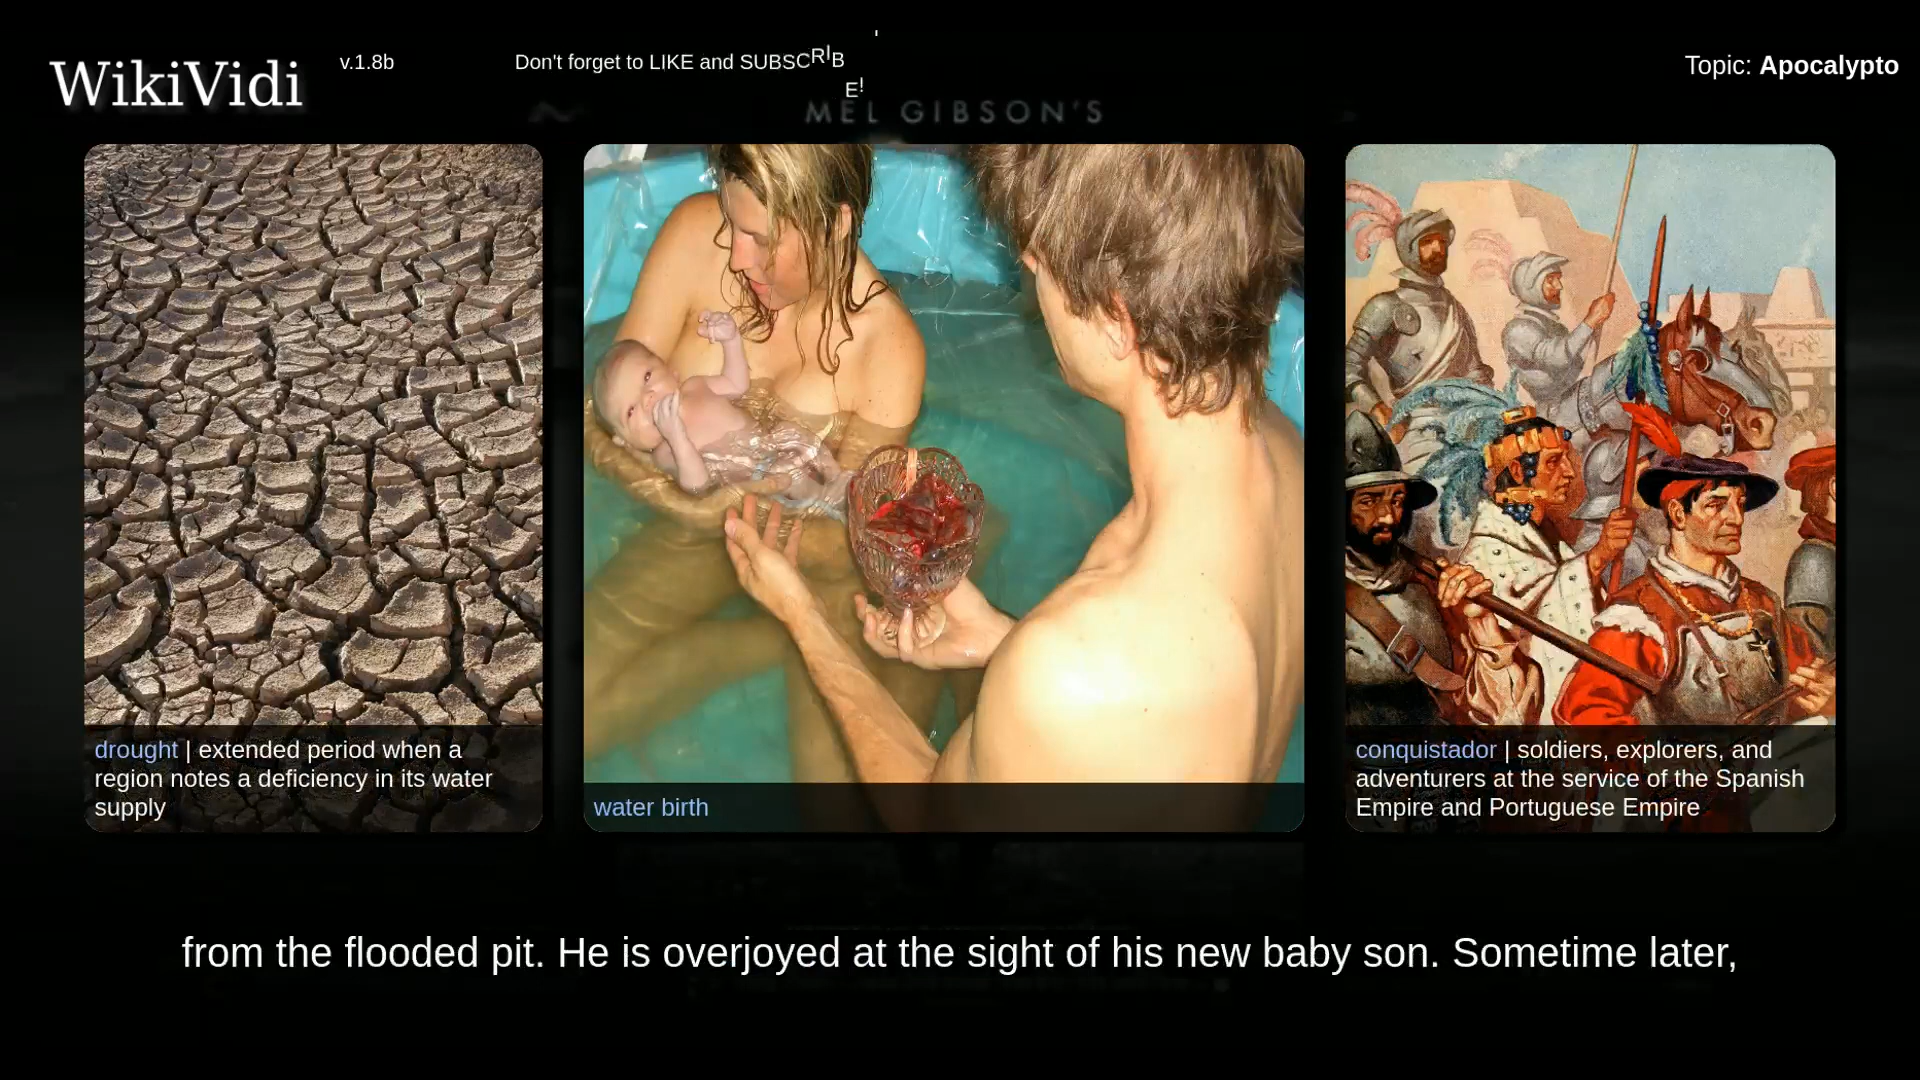 WikiVidi
v.1.8b
Don't forget to LIKE and SUBSCRIBE!
Topic: Apocalypto
MEL GIBSON'S
drought | extended period when a
region notes a deficiency in its water
supply
water birth
conquistador | soldiers, explorers, and
adventurers at the service of the Spanish
Empire and Portuguese Empire
from the flooded pit. He is overjoyed at the sight of his new baby son. Sometime later,